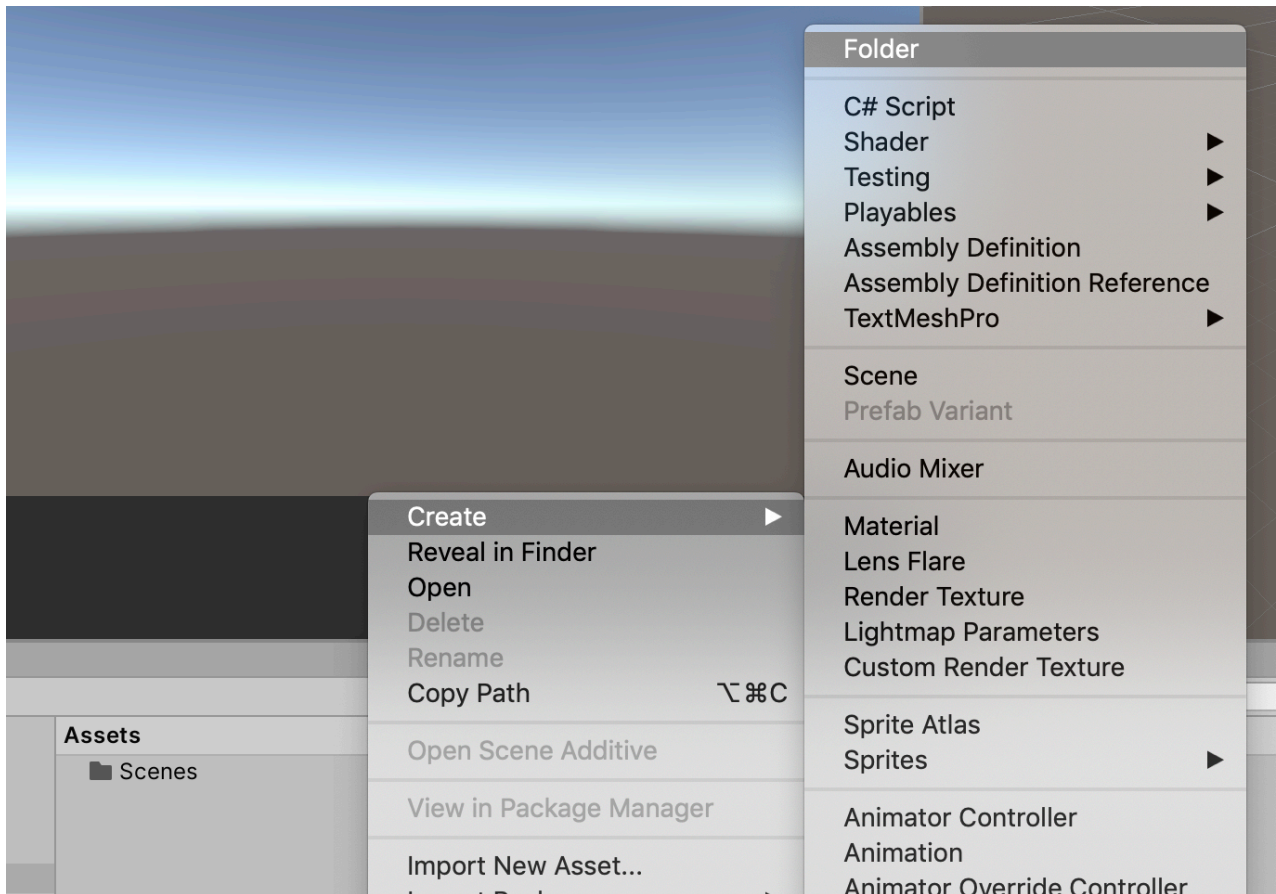 Folder
C# Script
Shader
Testing
Playables
Assembly Definition
Assembly Definition Reference
TextMeshPro
Scene
Prefab Variant
Audio Mixer
Material
Lens Flare
Render Texture
Lightmap Parameters
Custom Render Texture
Sprite Atlas
Sprites
Animator Controller
Animation
Animator Override Controller
Create
Reveal in Finder
Open
Delete
Rename
Copy Path ⌥⌘C
Open Scene Additive
View in Package Manager
Import New Asset...
Assets
Scenes